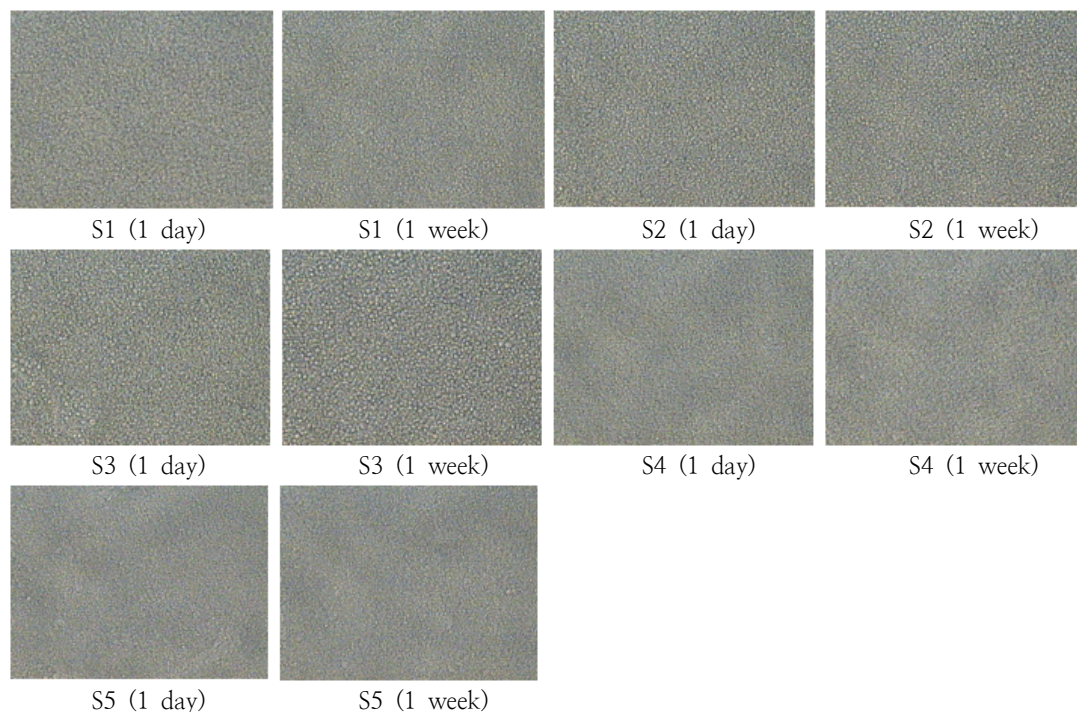 S1 (1 day) S1 (1 week) S2 (1 day) S2 (1 week)
S3 (1 day) S3 (1 week) S4 (1 day) S4 (1 week)
S5 (1 day) S5 (1 week)